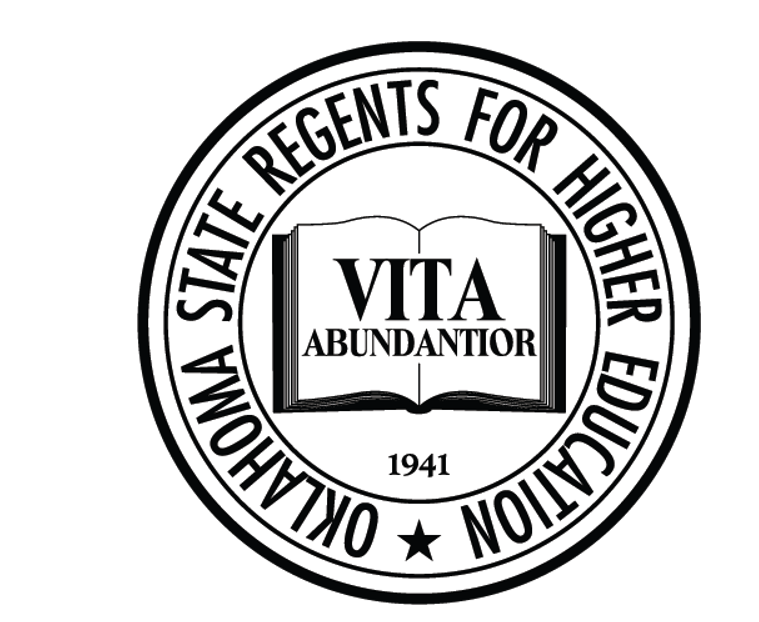 OKLAHOMA STATE REGENTS FOR HIGHER EDUCATION
VITA
ABUNDANTIOR
1941